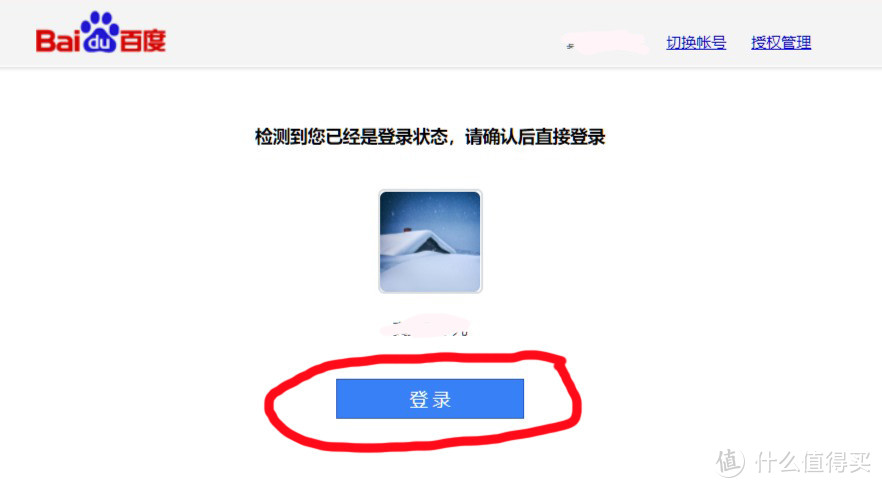 Bai du 百度
切换帐号 授权管理
检测到您已经是登录状态，请确认后直接登录
登录
值 什么值得买